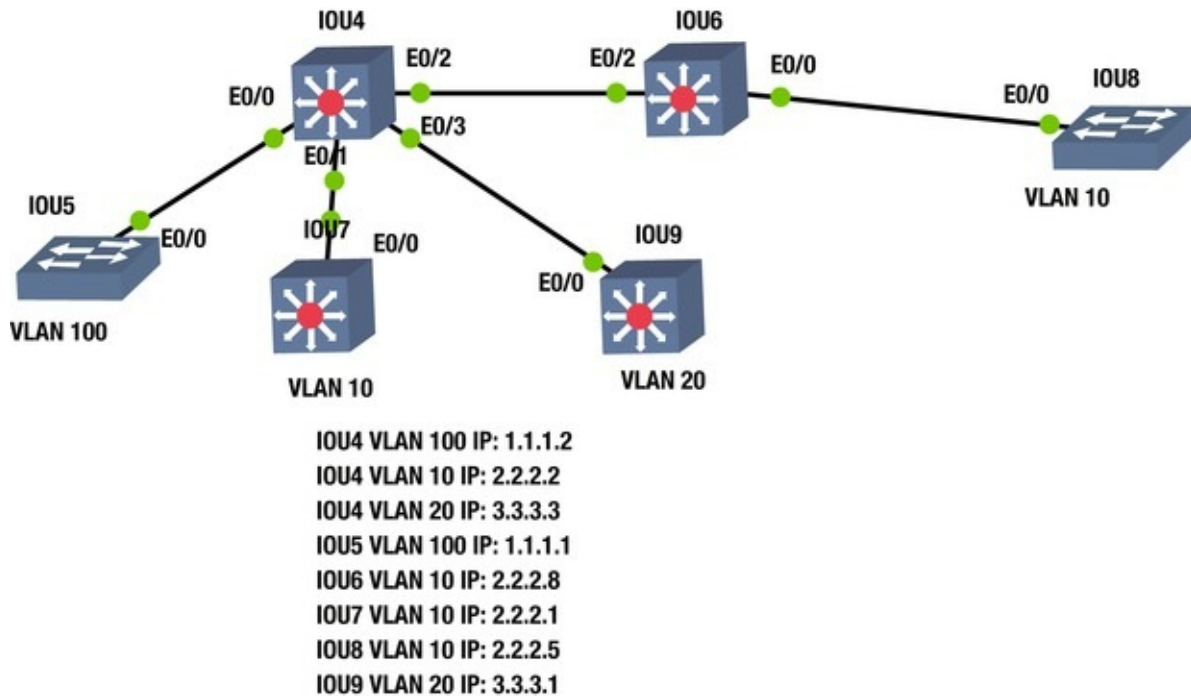 IOU4
IOU6
E0/2
E0/2
E0/0
IOU8
E0/0
E0/0
E0/3
E0/1
VLAN 10
IOU5
E0/0
IOU7
E0/0
IOU9
E0/0
VLAN 100
VLAN 10
VLAN 20
IOU4 VLAN 100 IP: 1.1.1.2
IOU4 VLAN 10 IP: 2.2.2.2
IOU4 VLAN 20 IP: 3.3.3.3
IOU5 VLAN 100 IP: 1.1.1.1
IOU6 VLAN 10 IP: 2.2.2.8
IOU7 VLAN 10 IP: 2.2.2.1
IOU8 VLAN 10 IP: 2.2.2.5
IOU9 VLAN 20 IP: 3.3.3.1